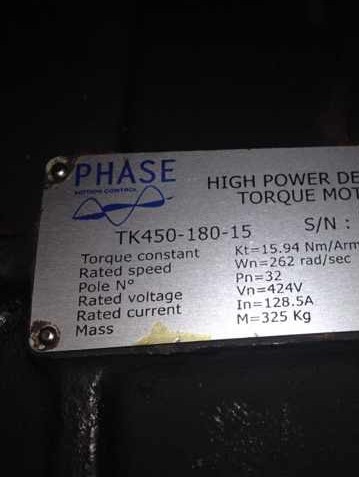 PHASE
MOTION CONTROL
HIGH POWER DE
TORQUE MOT
TK450-180-15
S/N :
Torque constant Kt=15.94 Nm/Arm
Rated speed Wn=262 rad/sec
Pole N° Pn=32
Rated voltage Vn=424V
Rated current In=128.5A
Mass M=325 Kg